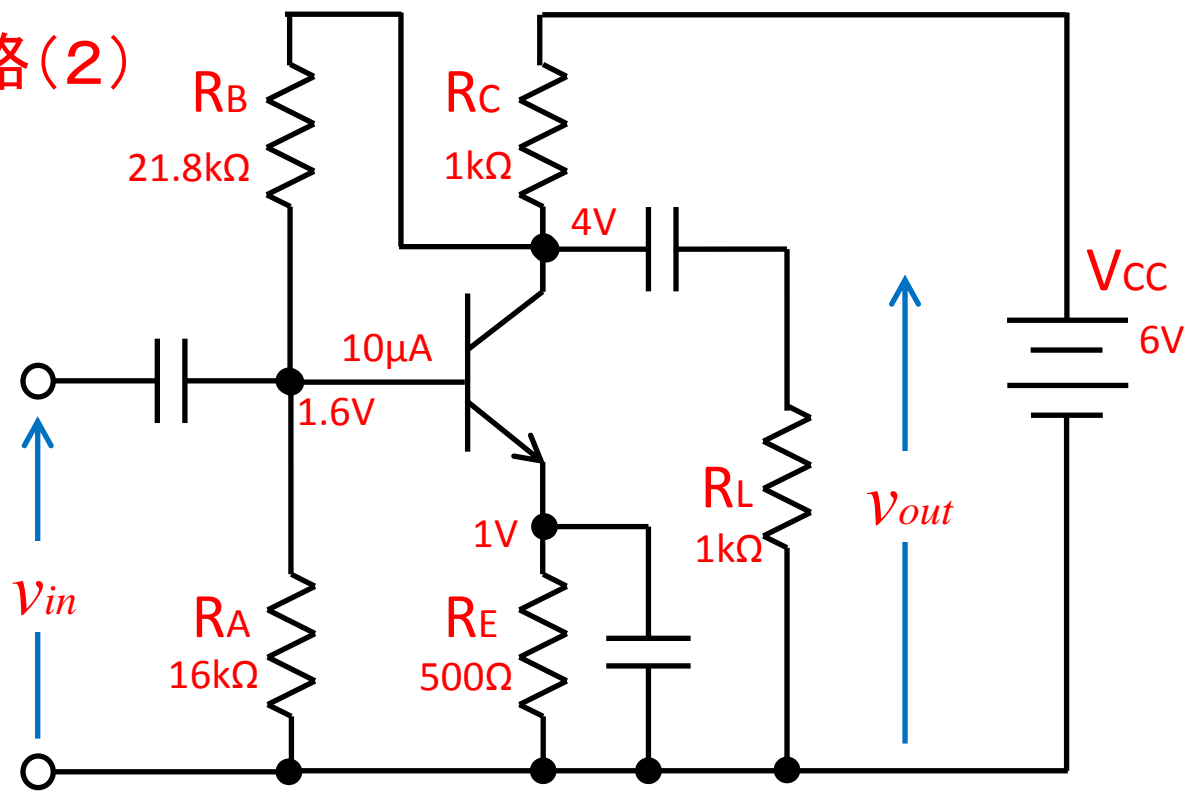 路(2)
RB
21.8kΩ
RC
1kΩ
4V
VCC
6V
10μA
1.6V
RL
1kΩ
vout
1V
vin
RA
16kΩ
RE
500Ω